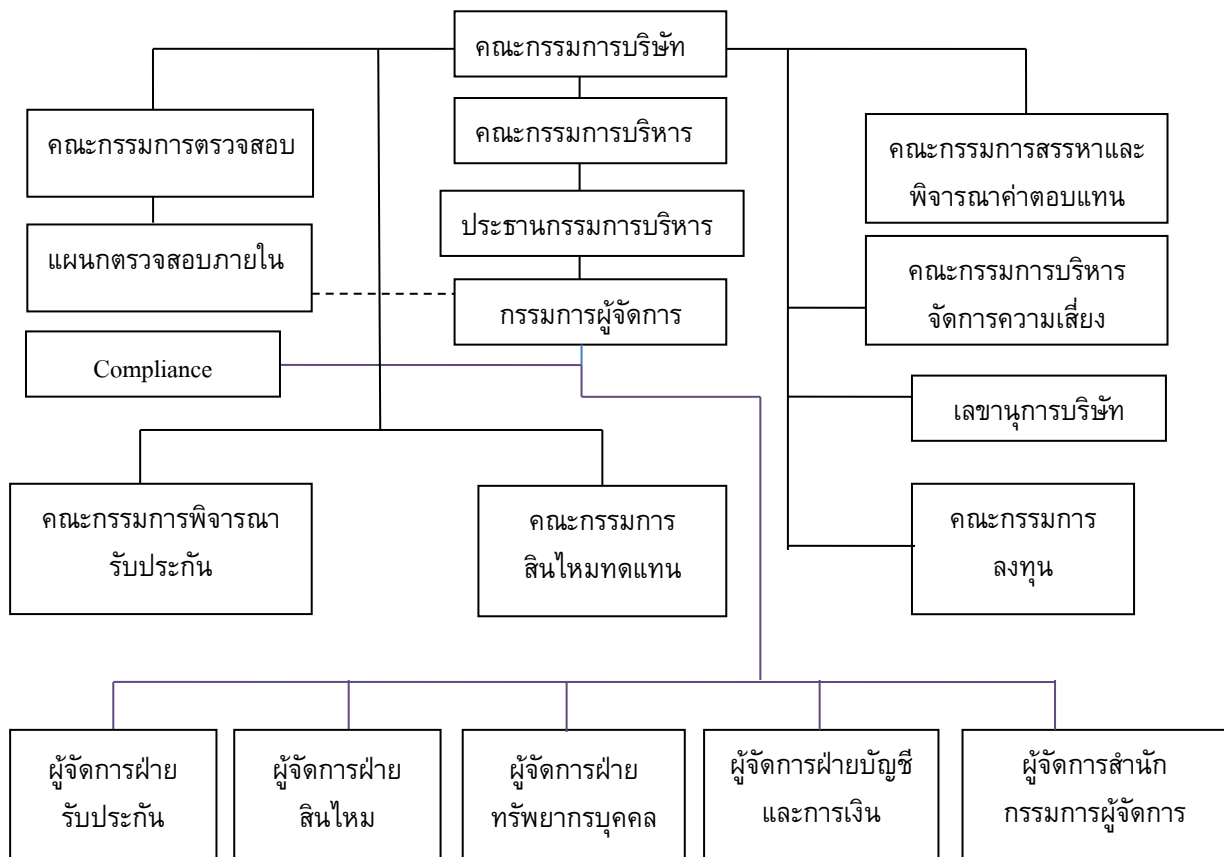 คณะกรรมการบริษัท
คณะกรรมการตรวจสอบ
คณะกรรมการบริหาร
คณะกรรมการสรรหาและ
พิจารณาค่าตอบแทน
ประธานกรรมการบริหาร
แผนกตรวจสอบภายใน
คณะกรรมการบริหาร
จัดการความเสี่ยง
กรรมการผู้จัดการ
Compliance
เลขานุการบริษัท
คณะกรรมการพิจารณา
รับประกัน
คณะกรรมการ
สินไหมทดแทน
คณะกรรมการ
ลงทุน
ผู้จัดการฝ่าย
รับประกัน
ผู้จัดการฝ่าย
สินไหม
ผู้จัดการฝ่าย
ทรัพยากรบุคคล
ผู้จัดการฝ่ายบัญชี
และการเงิน
ผู้จัดการสำนัก
กรรมการผู้จัดการ